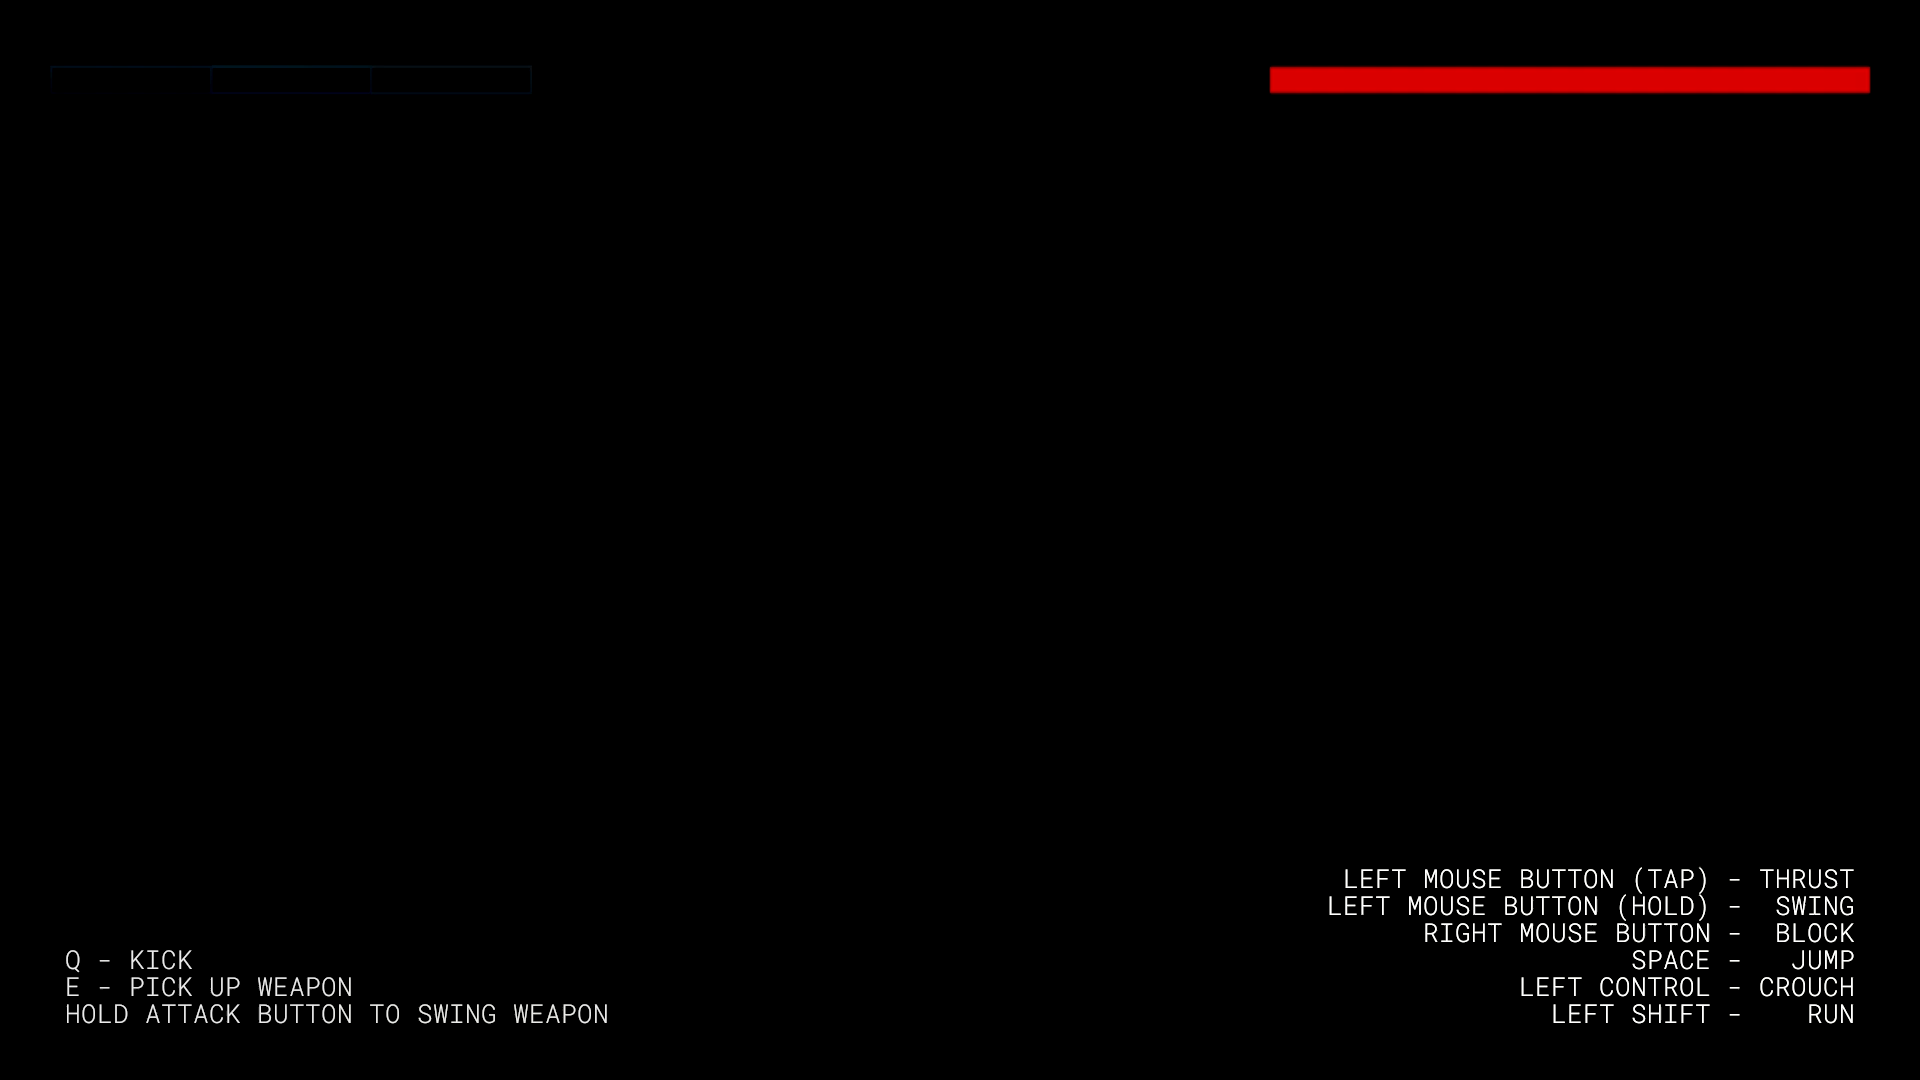 Q - KICK
E - PICK UP WEAPON
HOLD ATTACK BUTTON TO SWING WEAPON
LEFT MOUSE BUTTON (TAP) - THRUST
LEFT MOUSE BUTTON (HOLD) - SWING
RIGHT MOUSE BUTTON - BLOCK
SPACE - JUMP
LEFT CONTROL - CROUCH
LEFT SHIFT - RUN